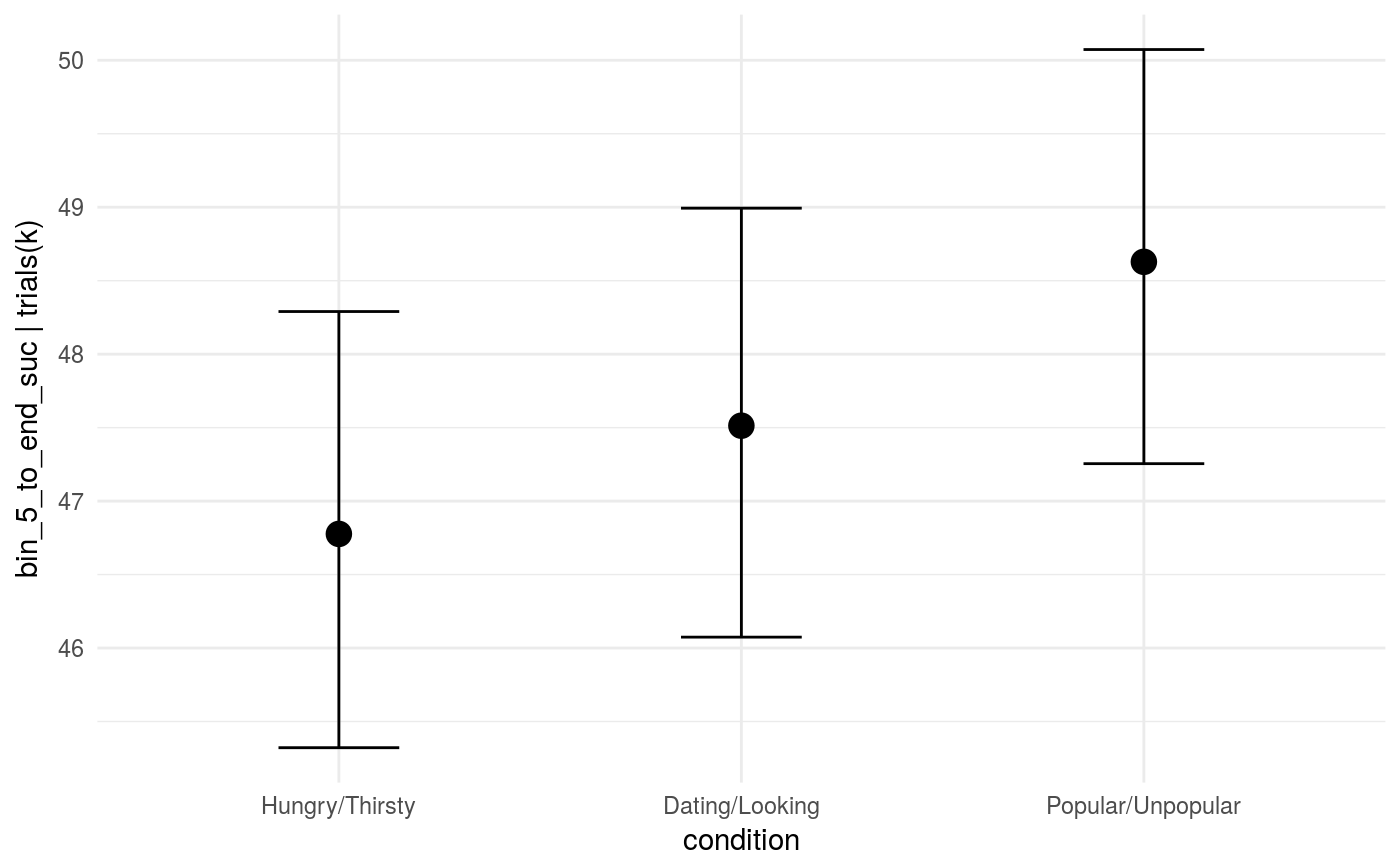 50
49
48
47
46
bin_5_to_end_suc | trials(k)
Hungry/Thirsty
Dating/Looking
Popular/Unpopular
condition